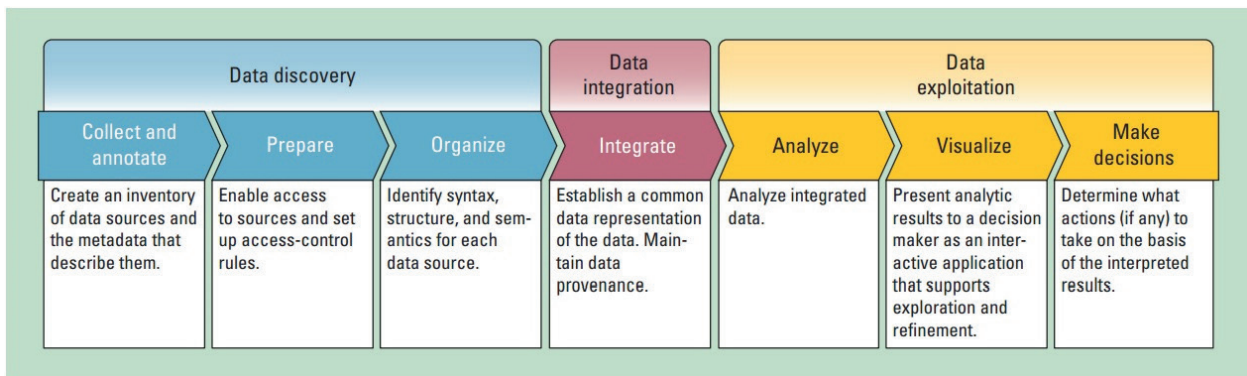 Data discovery
Data
integration
Data
exploitation
Collect and
annotate
Prepare
Organize
Integrate
Analyze
Visualize
Make
decisions
Create an inventory
of data sources and
the metadata that
describe them.
Enable access
to sources and set
up access-control
rules.
Identify syntax,
structure, and sem-
antics for each
data source.
Establish a common
data representation
of the data. Main-
tain data
provenance.
Analyze integrated
data.
Present analytic
results to a decision
maker as an inter-
active application
that supports
exploration and
refinement.
Determine what
actions (if any) to
take on the basis
of the interpreted
results.